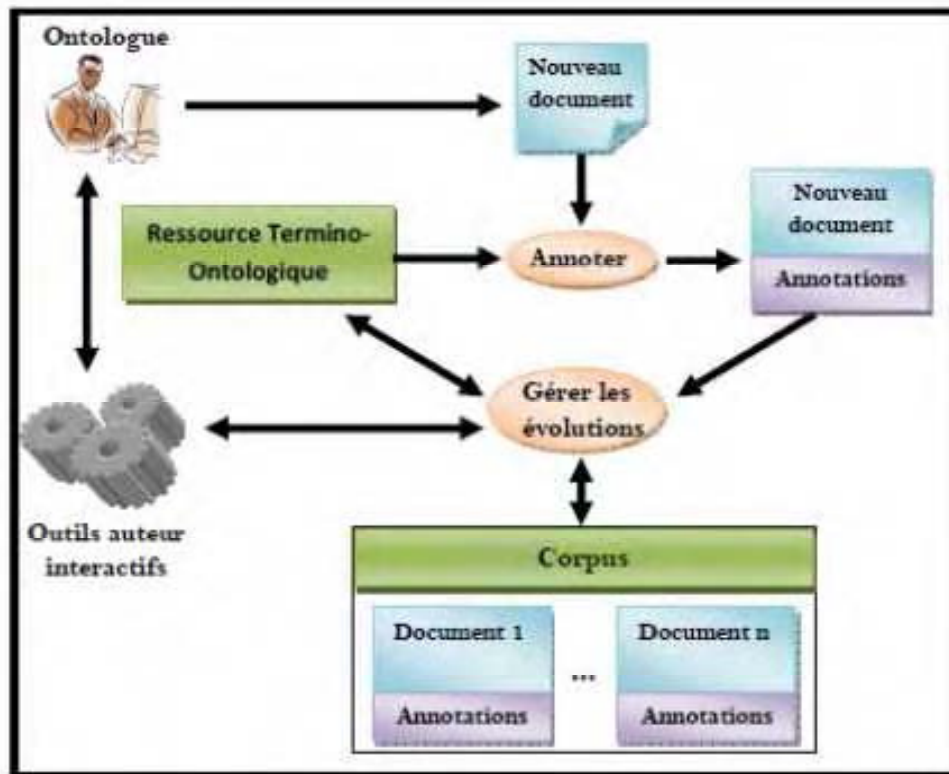 Ontologue
Nouveau
document
Nouveau
document
Ressource Termino-
Ontologique
Annoter
Annotations
Gérer les
évolutions
Outils auteur
interactifs
Corpus
Document 1
Document n
...
Annotations
Annotations